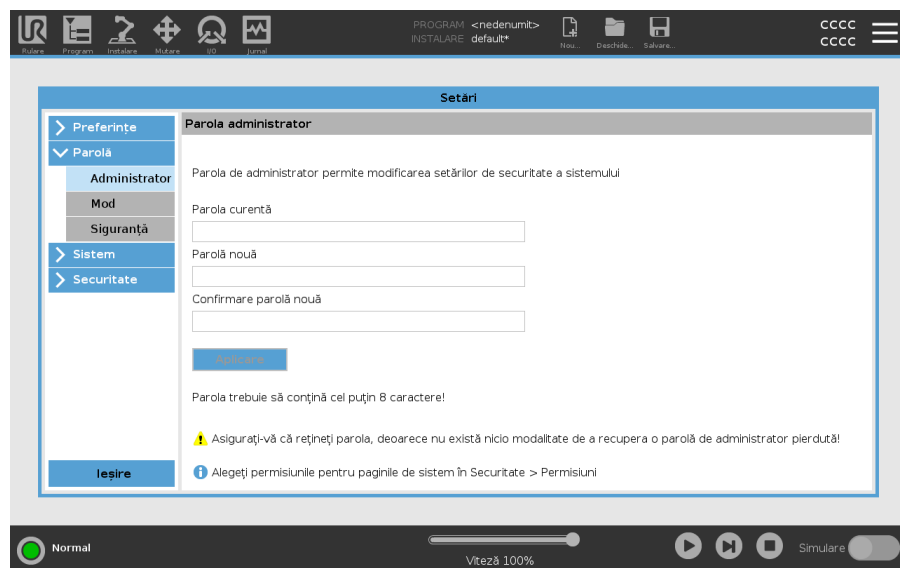 PROGRAM <nedenumit>
INSTALARE default*
CCCC
CCCC
Rulare Program Instalare Mutare I/O Jurnal Nou... Deschide... Salvare...
Setări
Preferințe
Parolă
Administrator
Mod
Siguranță
Sistem
Securitate
Ieșire
Parola administrator
Parola de administrator permite modificarea setărilor de securitate a sistemului
Parola curentă
Parolă nouă
Confirmare parolă nouă
Aplicare
Parola trebuie să conțină cel puțin 8 caractere!
Asigurați-vă că rețineți parola, deoarece nu există nicio modalitate de a recupera o parolă de administrator pierdută!
Alegeți permisiunile pentru paginile de sistem în Securitate > Permisiuni
Normal
Viteză 100%
Simulare